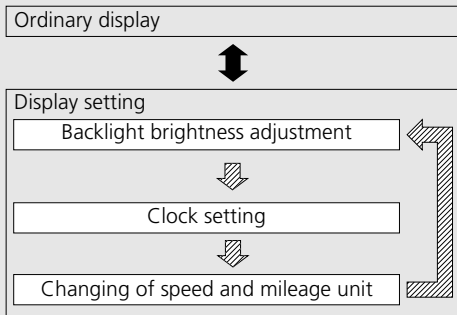 Ordinary display
Display setting
Backlight brightness adjustment
Clock setting
Changing of speed and mileage unit